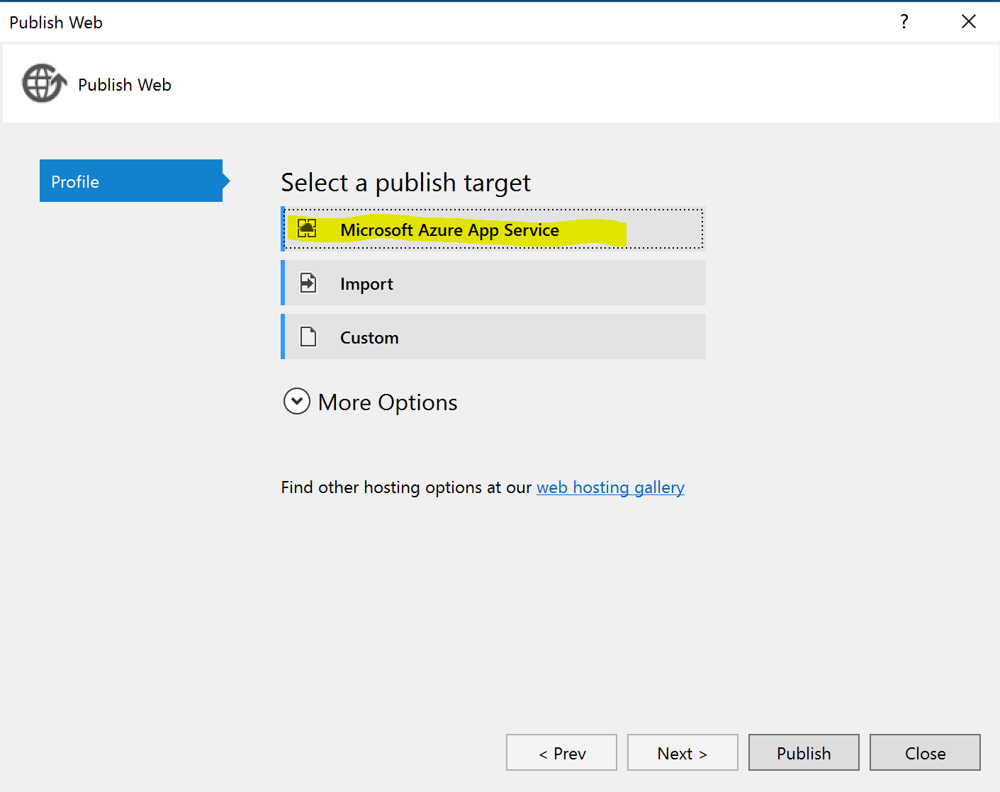 Publish Web
?
Publish Web
Profile
Select a publish target
Microsoft Azure App Service
Import
Custom
More Options
Find other hosting options at our web hosting gallery
< Prev
Next >
Publish
Close